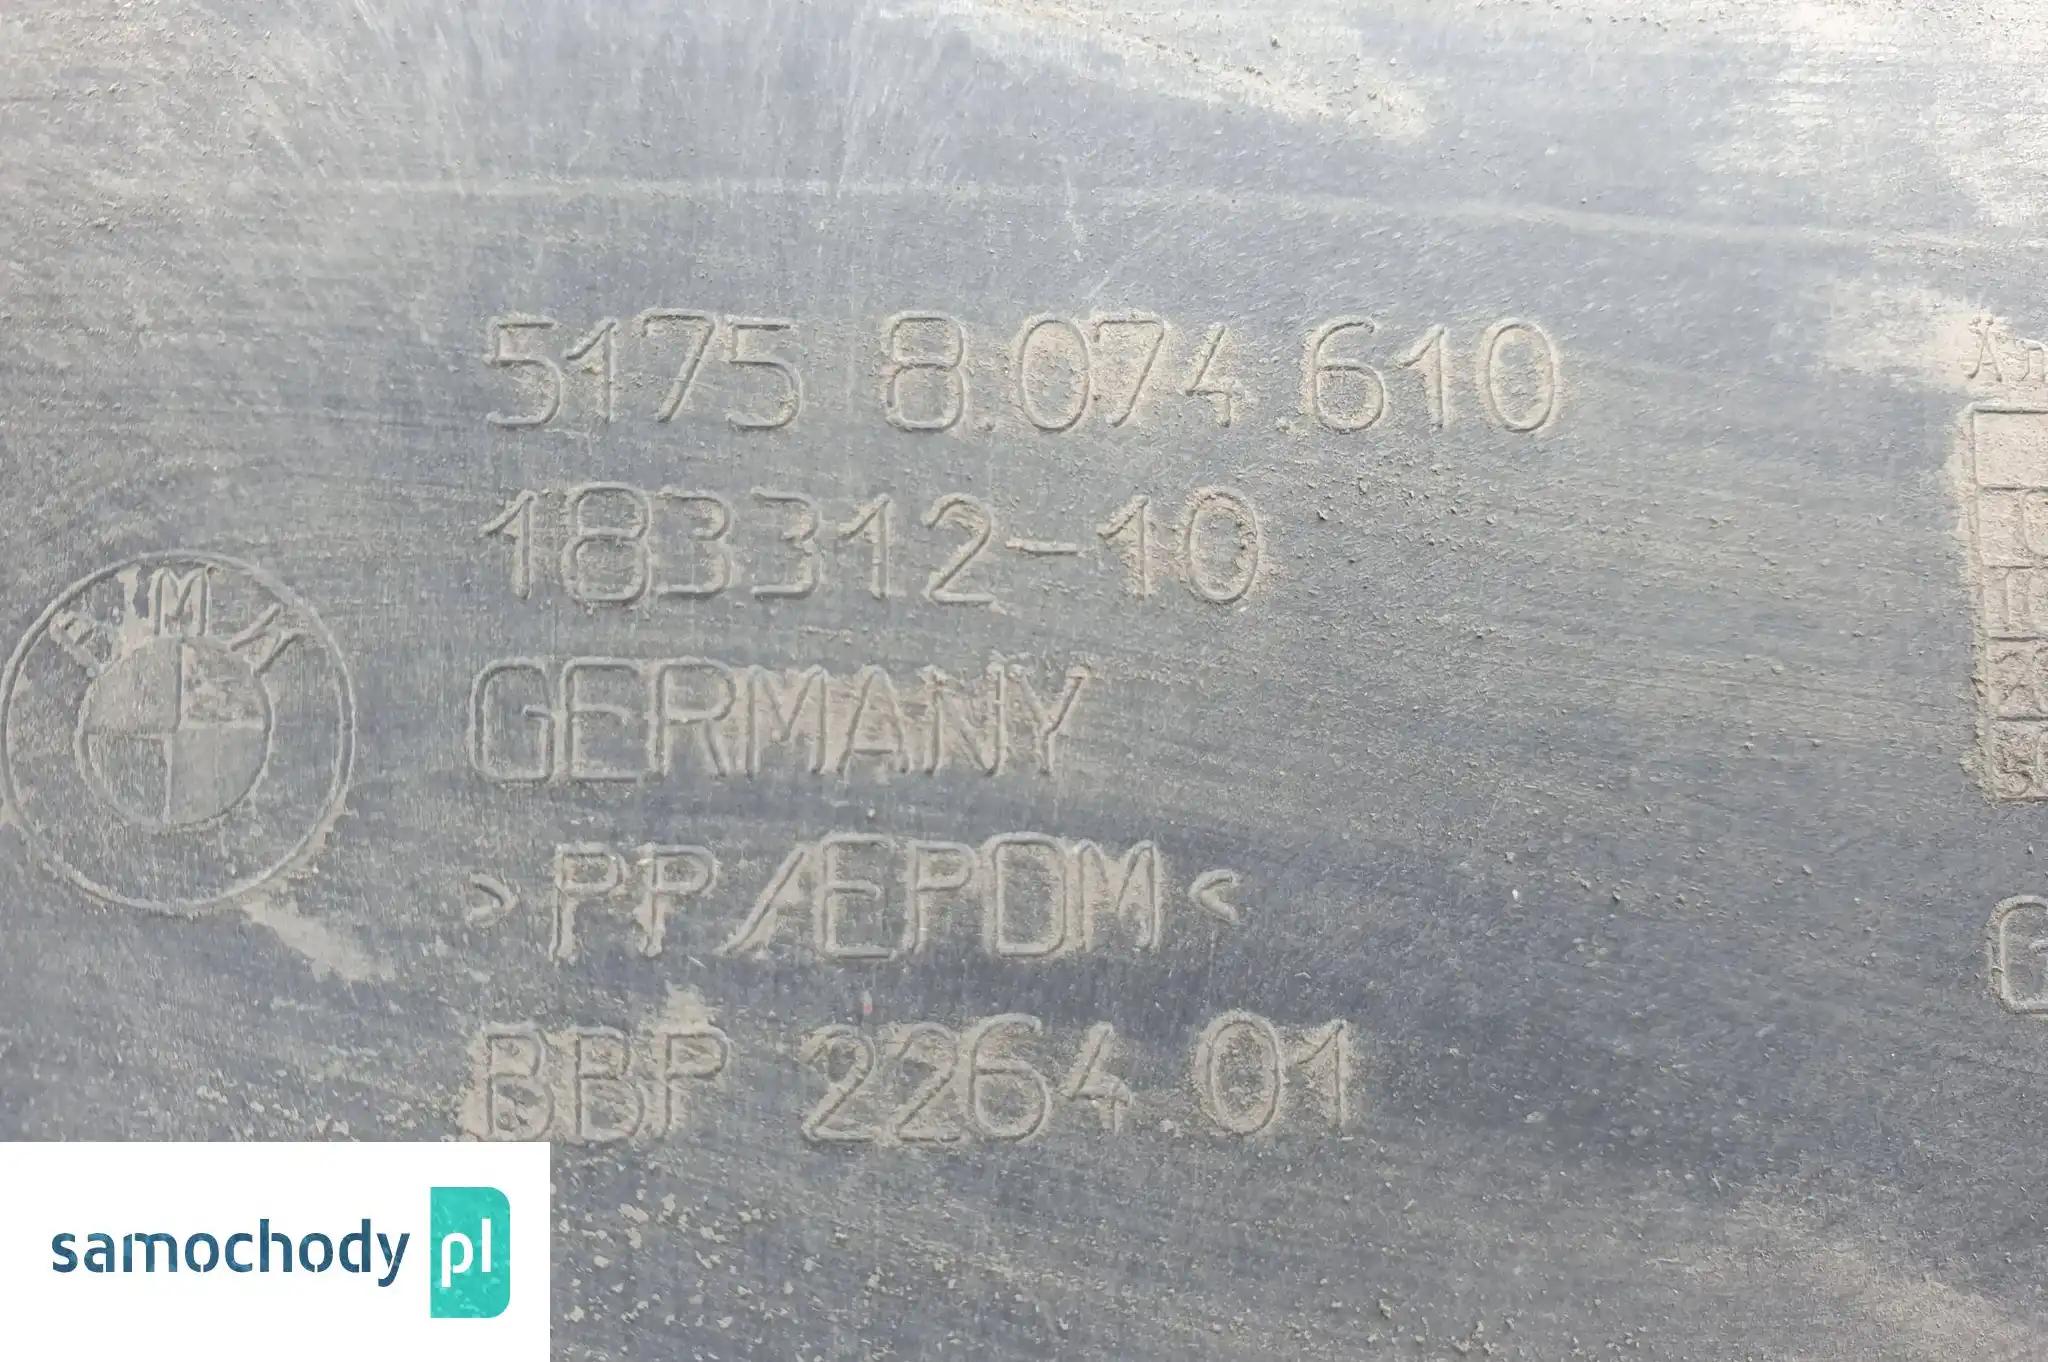 5175 8.074.610
183312-10
BMW
GERMANY
>PP/EPDM<
BBP 2264 01
samochody pl